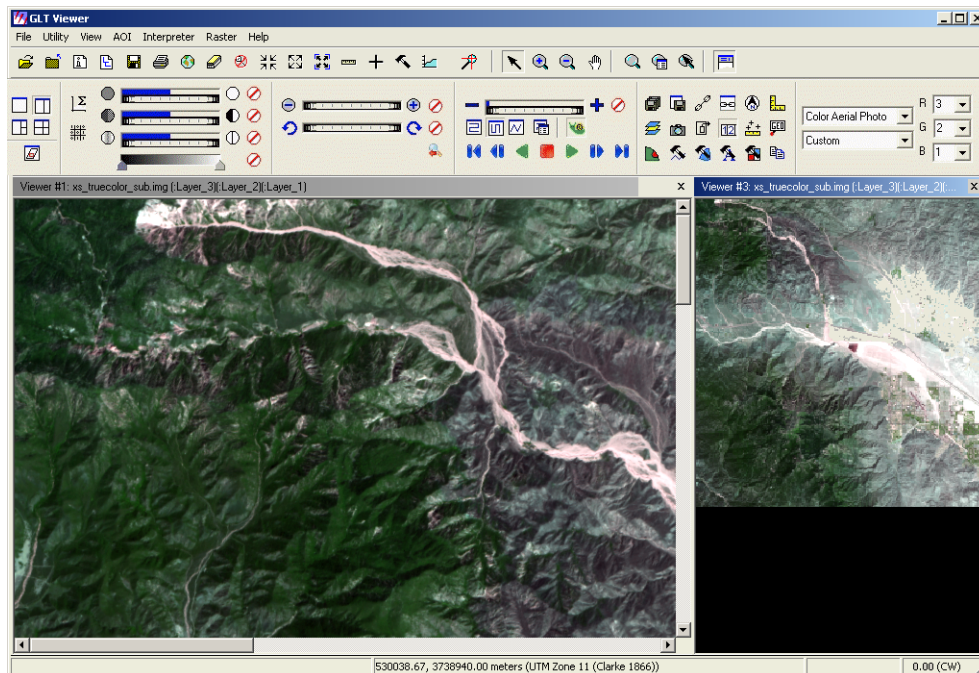 GLT Viewer
File Utility View AOI Interpreter Raster Help
Color Aerial Photo
Custom
R 3
G 2
B 1
Viewer #1: xs_truecolor_sub.img (:Layer_3)(:Layer_2)(:Layer_1)
Viewer #3: xs_truecolor_sub.img (:Layer_3)(:Layer_2)(:...
530038.67, 3738940.00 meters (UTM Zone 11 (Clarke 1866))
0.00 (CW)